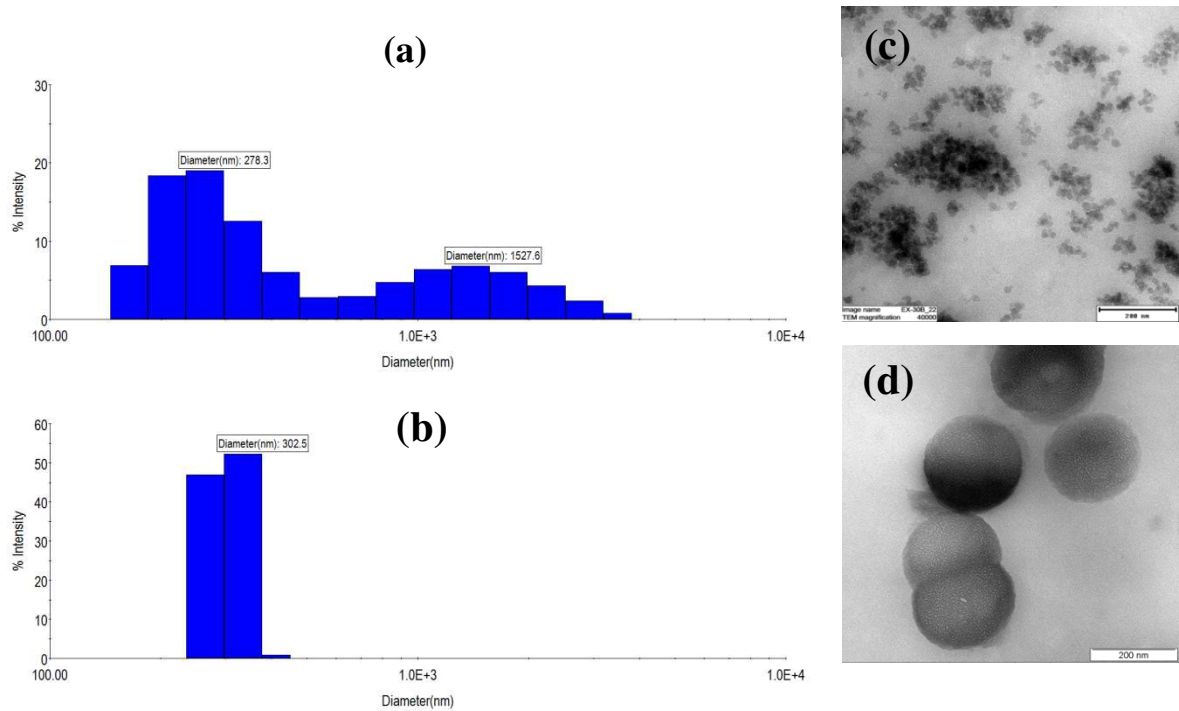 (a)
30
20
10
0
% Intensity
Diameter(nm): 278.3
Diameter(nm): 1527.6
100.00
1.0E+3
1.0E+4
Diameter(nm)
(b)
60
50
40
30
20
10
0
% Intensity
Diameter(nm): 302.5
100.00
1.0E+3
1.0E+4
Diameter(nm)
(c)
Image name EX-30B_22
TEM magnification 40000
200 nm
(d)
200 nm